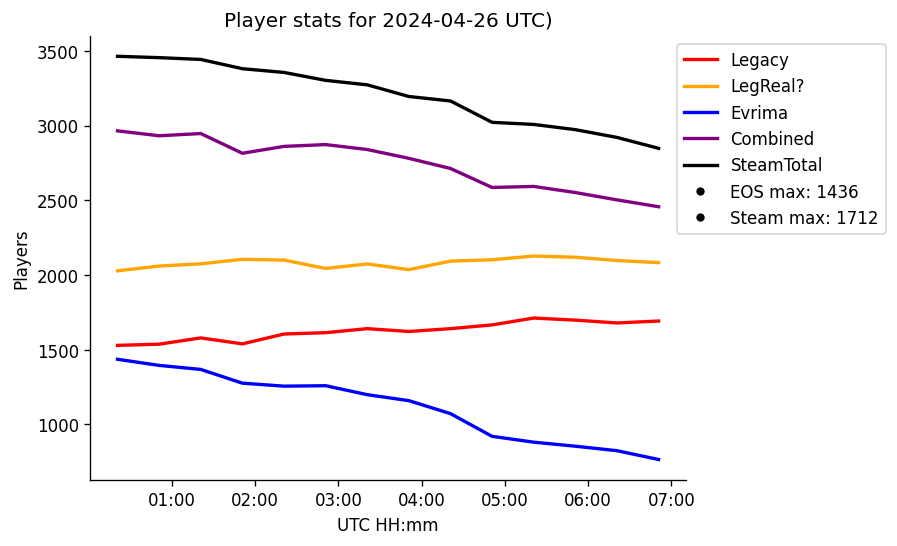 Player stats for 2024-04-26 UTC)
3500
3000
2500
2000
1500
1000
Players
01:00 02:00 03:00 04:00 05:00 06:00 07:00
UTC HH:mm
Legacy
LegReal?
Evrima
Combined
SteamTotal
EOS max: 1436
Steam max: 1712